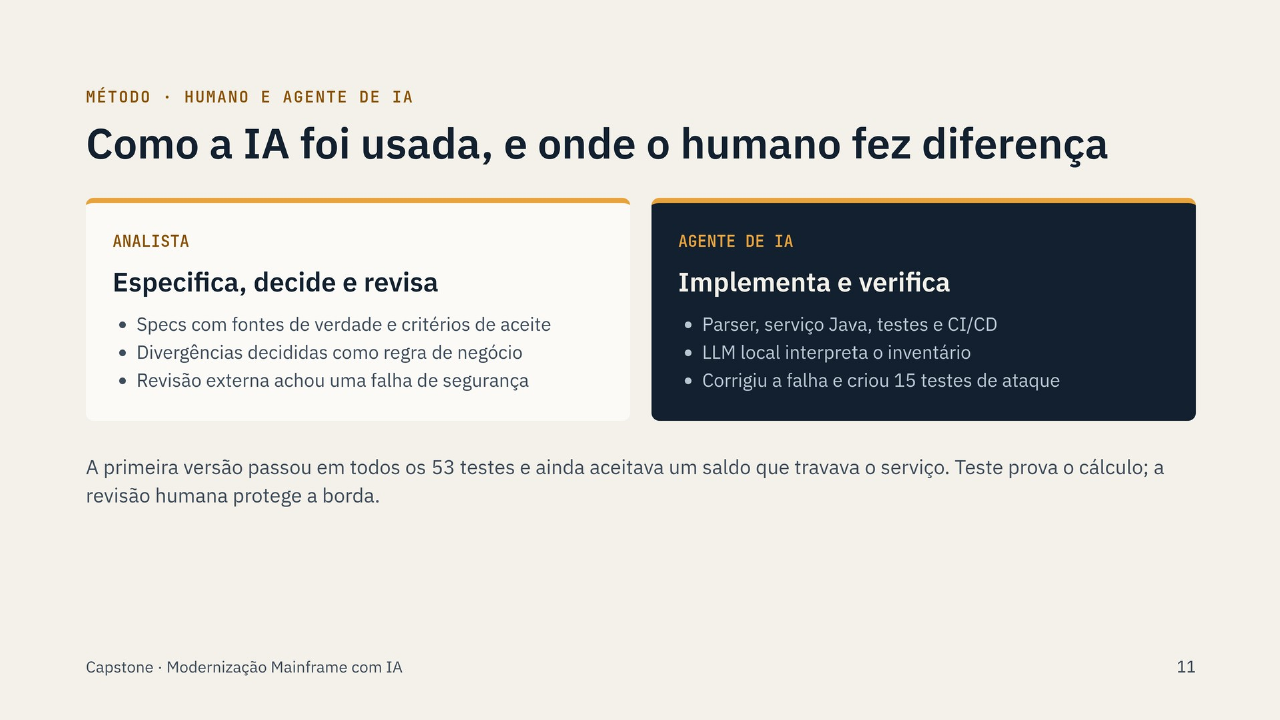 MÉTODO · HUMANO E AGENTE DE IA
Como a IA foi usada, e onde o humano fez diferença
ANALISTA
Especifica, decide e revisa
• Specs com fontes de verdade e critérios de aceite
• Divergências decididas como regra de negócio
• Revisão externa achou uma falha de segurança
AGENTE DE IA
Implementa e verifica
• Parser, serviço Java, testes e CI/CD
• LLM local interpreta o inventário
• Corrigiu a falha e criou 15 testes de ataque
A primeira versão passou em todos os 53 testes e ainda aceitava um saldo que travava o serviço. Teste prova o cálculo; a
revisão humana protege a borda.
Capstone · Modernização Mainframe com IA
11